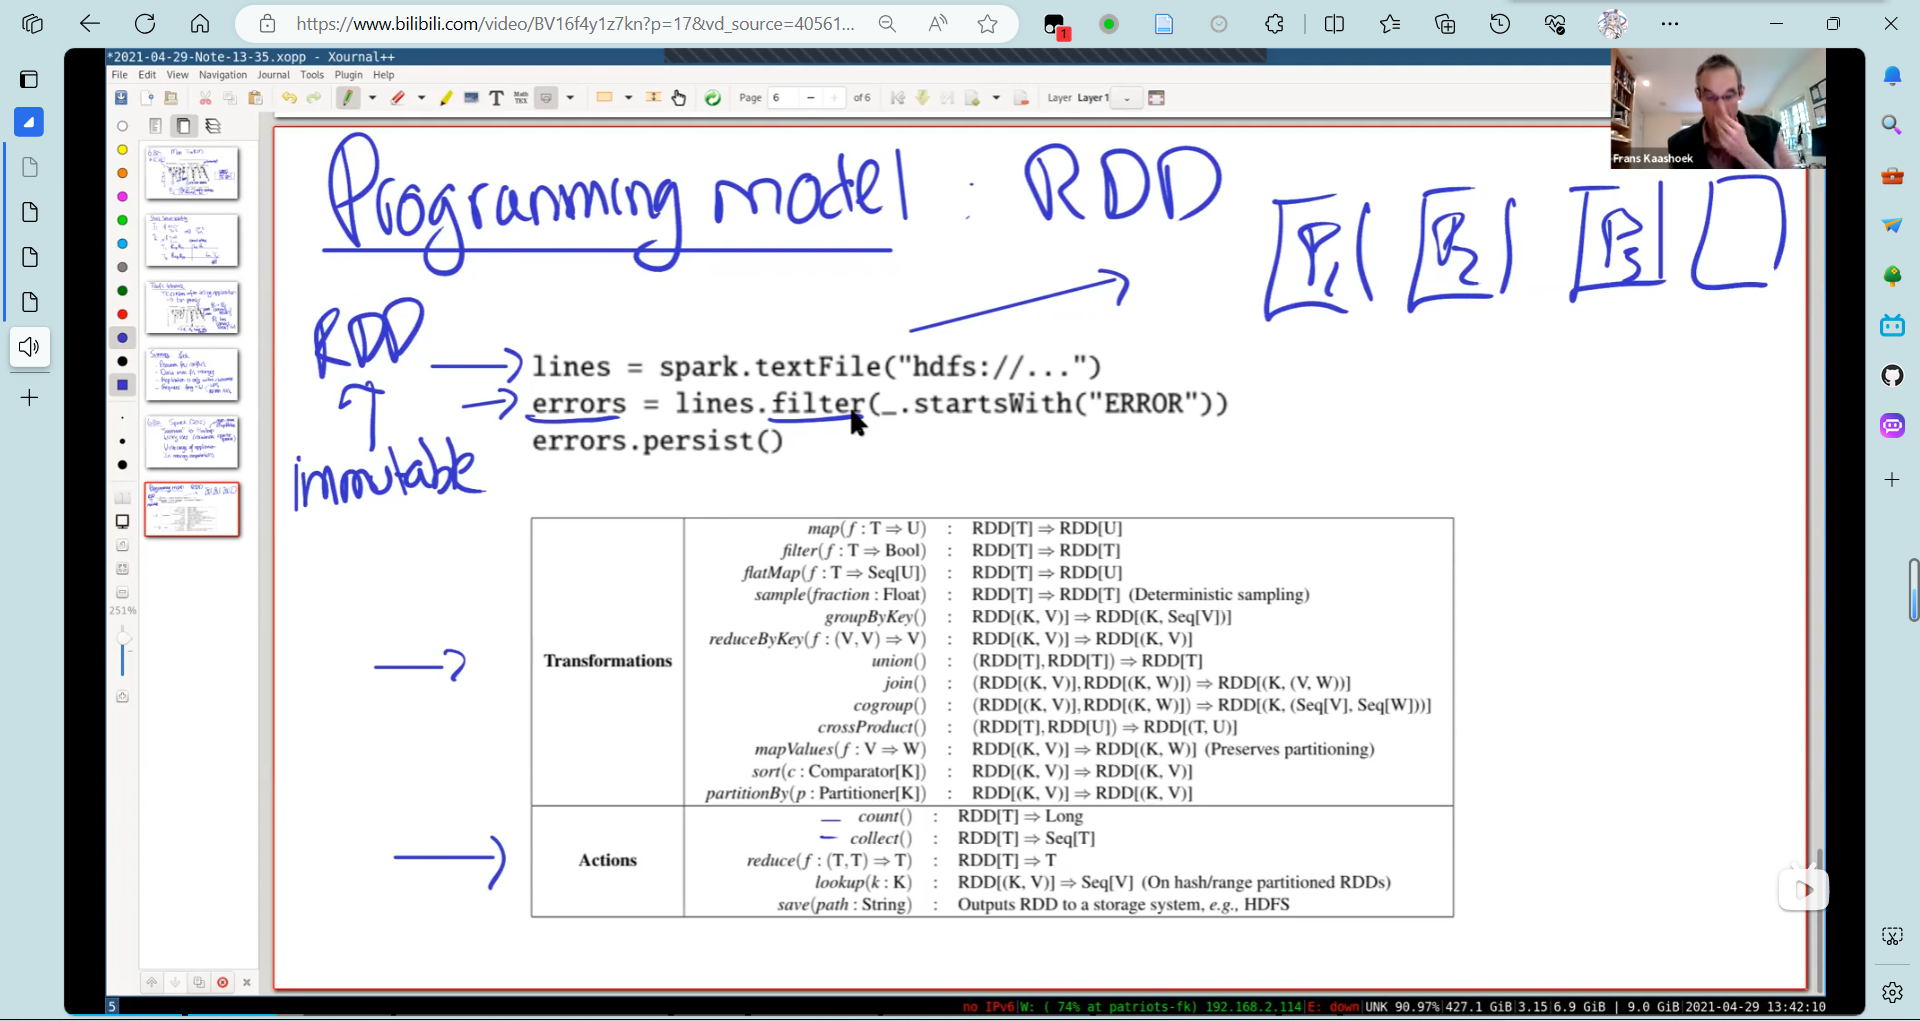 https://www.bilibili.com/video/BV16f4y1z7kn?p=17&vd_source=40561...
1
*2021-04-29-Note-13-35.xopp - Xournal++
File Edit View Navigation Journal Tools Plugin Help
Page 6 of 6 Layer Layer 1
Frans Kaashoek
Programming model : RDD
P1 P2 P3
RDD
lines = spark.textFile("hdfs://...")
errors = lines.filter(_.startsWith("ERROR"))
errors.persist()
immutable
Transformations
map(f : T ⇒ U) : RDD[T] ⇒ RDD[U]
filter(f : T ⇒ Bool) : RDD[T] ⇒ RDD[T]
flatMap(f : T ⇒ Seq[U]) : RDD[T] ⇒ RDD[U]
sample(fraction : Float) : RDD[T] ⇒ RDD[T] (Deterministic sampling)
groupByKey() : RDD[(K, V)] ⇒ RDD[(K, Seq[V])]
reduceByKey(f : (V,V) ⇒ V) : RDD[(K, V)] ⇒ RDD[(K, V)]
union() : (RDD[T],RDD[T]) ⇒ RDD[T]
join() : (RDD[(K, V)],RDD[(K, W)]) ⇒ RDD[(K, (V, W))]
cogroup() : (RDD[(K, V)],RDD[(K, W)]) ⇒ RDD[(K, (Seq[V], Seq[W]))]
crossProduct() : (RDD[T],RDD[U]) ⇒ RDD[(T, U)]
mapValues(f : V ⇒ W) : RDD[(K, V)] ⇒ RDD[(K, W)] (Preserves partitioning)
sort(c : Comparator[K]) : RDD[(K, V)] ⇒ RDD[(K, V)]
partitionBy(p : Partitioner[K]) : RDD[(K, V)] ⇒ RDD[(K, V)]
Actions
count() : RDD[T] ⇒ Long
collect() : RDD[T] ⇒ Seq[T]
reduce(f : (T,T) ⇒ T) : RDD[T] ⇒ T
lookup(k : K) : RDD[(K, V)] ⇒ Seq[V] (On hash/range partitioned RDDs)
save(path : String) : Outputs RDD to a storage system, e.g., HDFS
251%
5
no IPv6|W: ( 74% at patriots-fk) 192.168.2.114|E: down|UNK 90.97%|427.1 GiB|3.15|6.9 GiB | 9.0 GiB|2021-04-29 13:42:10